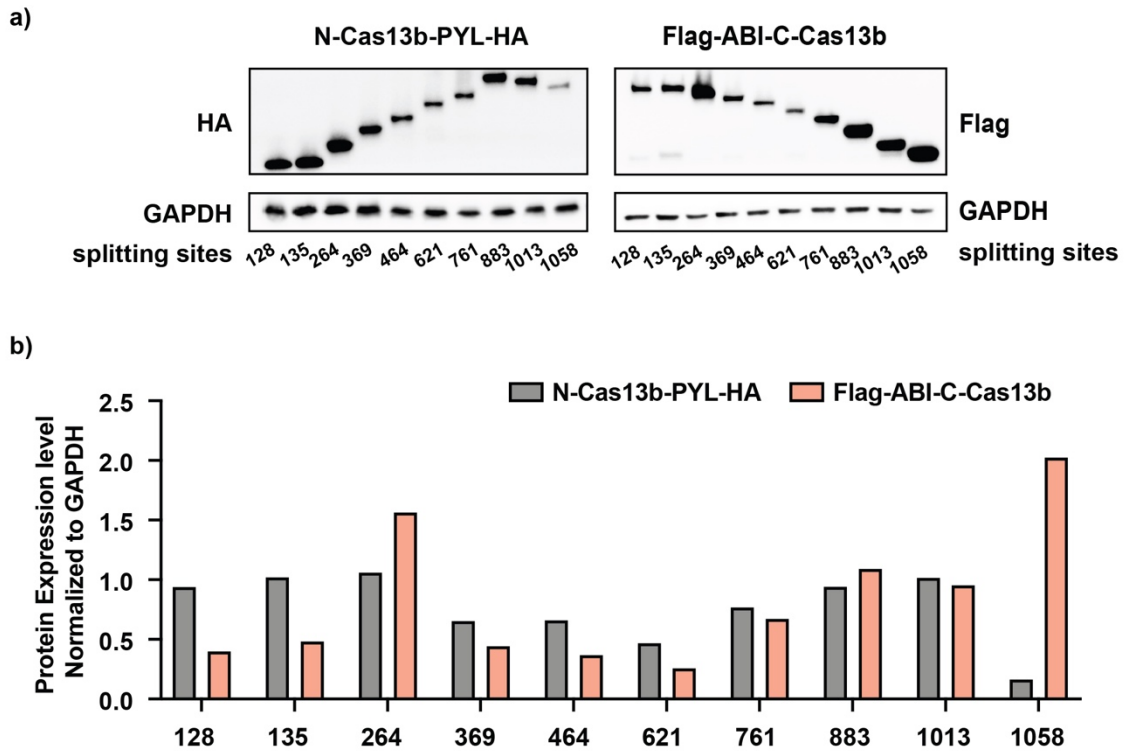 a)
N-Cas13b-PYL-HA
Flag-ABI-C-Cas13b
HA
Flag
GAPDH
GAPDH
splitting sites 128 135 264 369 464 621 761 883 1013 1058
128 135 264 369 464 621 761 883 1013 1058 splitting sites
b)
N-Cas13b-PYL-HA Flag-ABI-C-Cas13b
Protein Expression level
Normalized to GAPDH
2.5
2.0
1.5
1.0
0.5
0.0
128 135 264 369 464 621 761 883 1013 1058